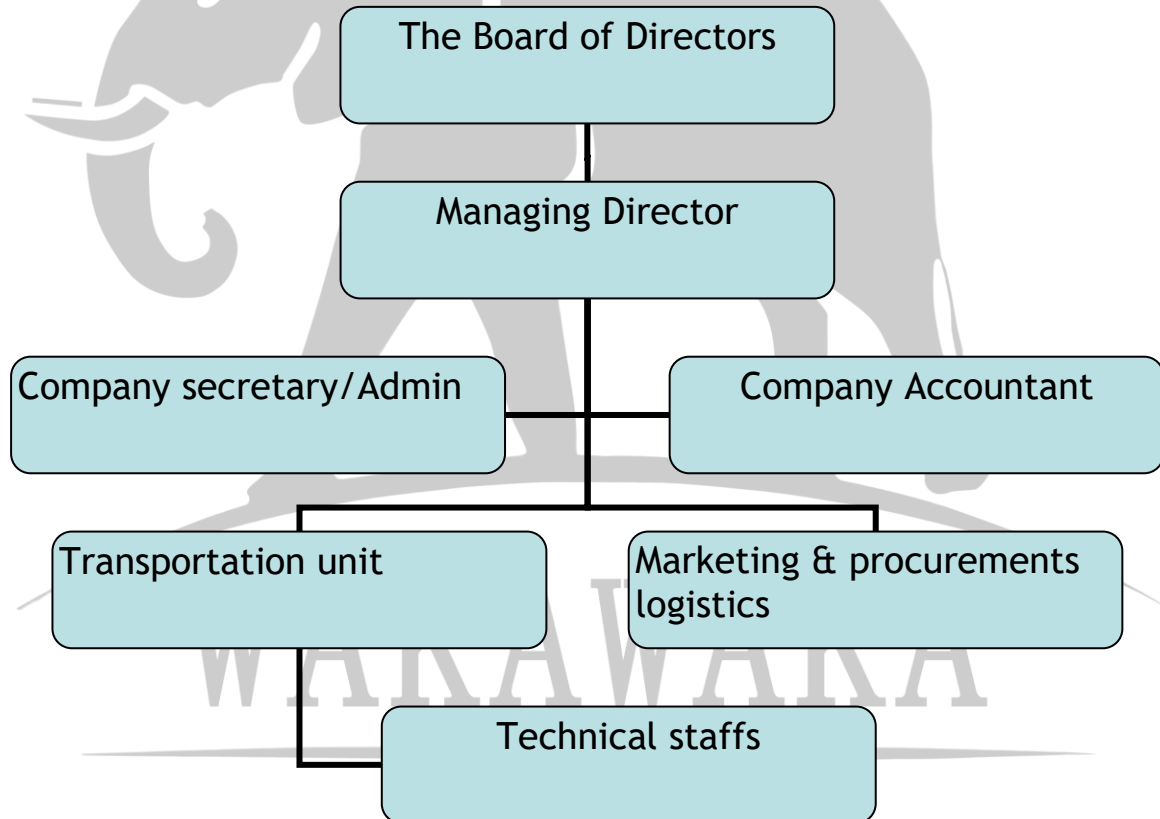 The Board of Directors
Managing Director
Company secretary/Admin
Company Accountant
Transportation unit
Marketing & procurements
logistics
WAKAWAKA
Technical staffs